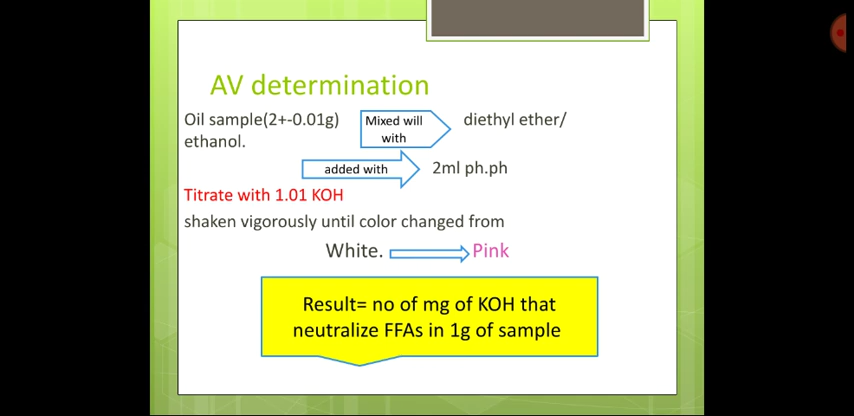 AV determination
Oil sample(2+-0.01g) Mixed will with diethyl ether/
ethanol.
added with 2ml ph.ph
Titrate with 1.01 KOH
shaken vigorously until color changed from
White. Pink
Result= no of mg of KOH that
neutralize FFAs in 1g of sample